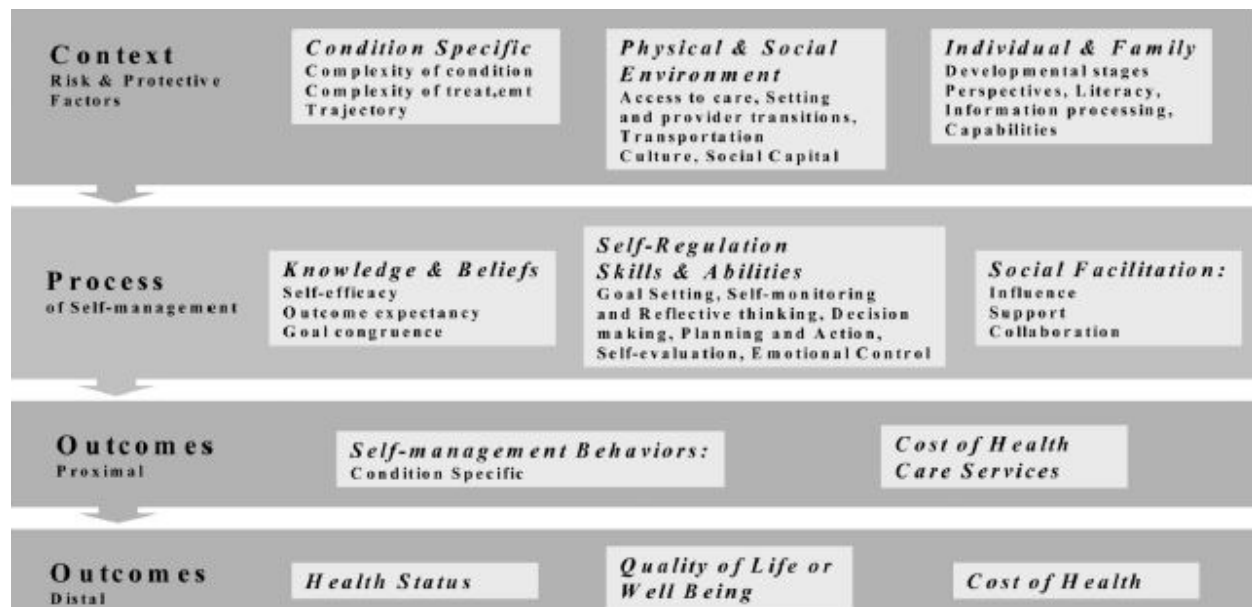 Context
Risk & Protective
Factors
Condition Specific
Complexity of condition
Complexity of treat,emt
Trajectory
Physical & Social
Environment
Access to care, Setting
and provider transitions,
Transportation
Culture, Social Capital
Individual & Family
Developmental stages
Perspectives, Literacy,
Information processing,
Capabilities
Process
of Self-management
Knowledge & Beliefs
Self-efficacy
Outcome expectancy
Goal congruence
Self-Regulation
Skills & Abilities
Goal Setting, Self-monitoring
and Reflective thinking, Decision
making, Planning and Action,
Self-evaluation, Emotional Control
Social Facilitation:
Influence
Support
Collaboration
Outcomes
Proximal
Self-management Behaviors:
Condition Specific
Cost of Health
Care Services
Outcomes
Distal
Health Status
Quality of Life or
Well Being
Cost of Health